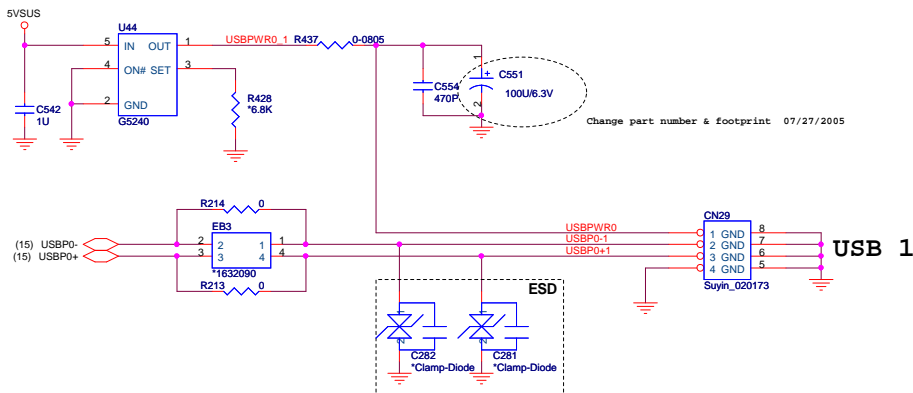 5VSUS
U44
5 IN OUT 1 USBPWR0_1 R437 0-0805
4 ON# SET 3
2 GND
G5240
C542
1U
R428
*6.8K
C554
470P
1
+ C551
100U/6.3V
2
Change part number & footprint 07/27/2005
R214 0
EB3
(15) USBP0- 2 2 1 1
(15) USBP0+ 3 3 4 4
*1632090
R213 0
USBPWR0
USBP0-1
USBP0+1
CN29
1 GND 8
2 GND 7
3 GND 6
4 GND 5
Suyin_020173
USB 1
ESD
1
2
C282
*Clamp-Diode
1
2
C281
*Clamp-Diode